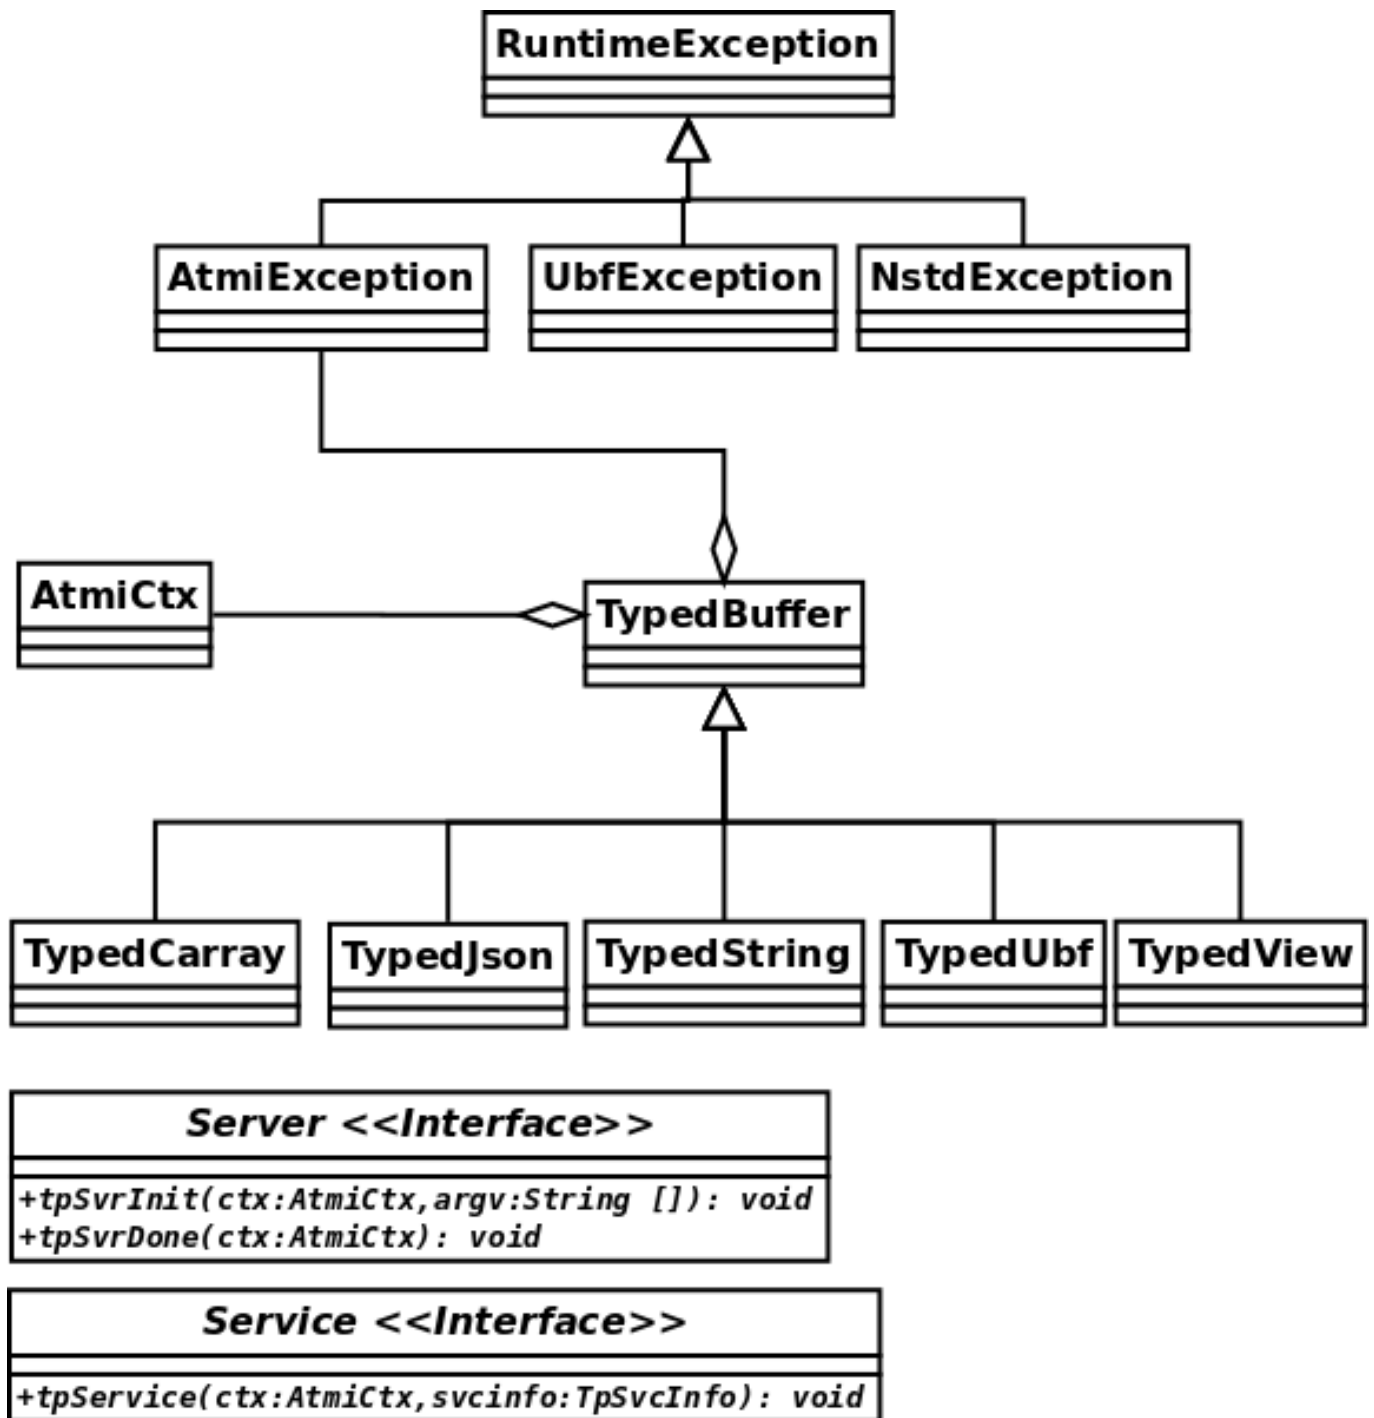 RuntimeException
AtmiException
UbfException
NstdException
AtmiCtx
TypedBuffer
TypedCarray
TypedJson
TypedString
TypedUbf
TypedView
Server <<Interface>>
+tpSvrInit(ctx:AtmiCtx,argv:String []): void
+tpSvrDone(ctx:AtmiCtx): void
Service <<Interface>>
+tpService(ctx:AtmiCtx,svcinfo:TpSvcInfo): void